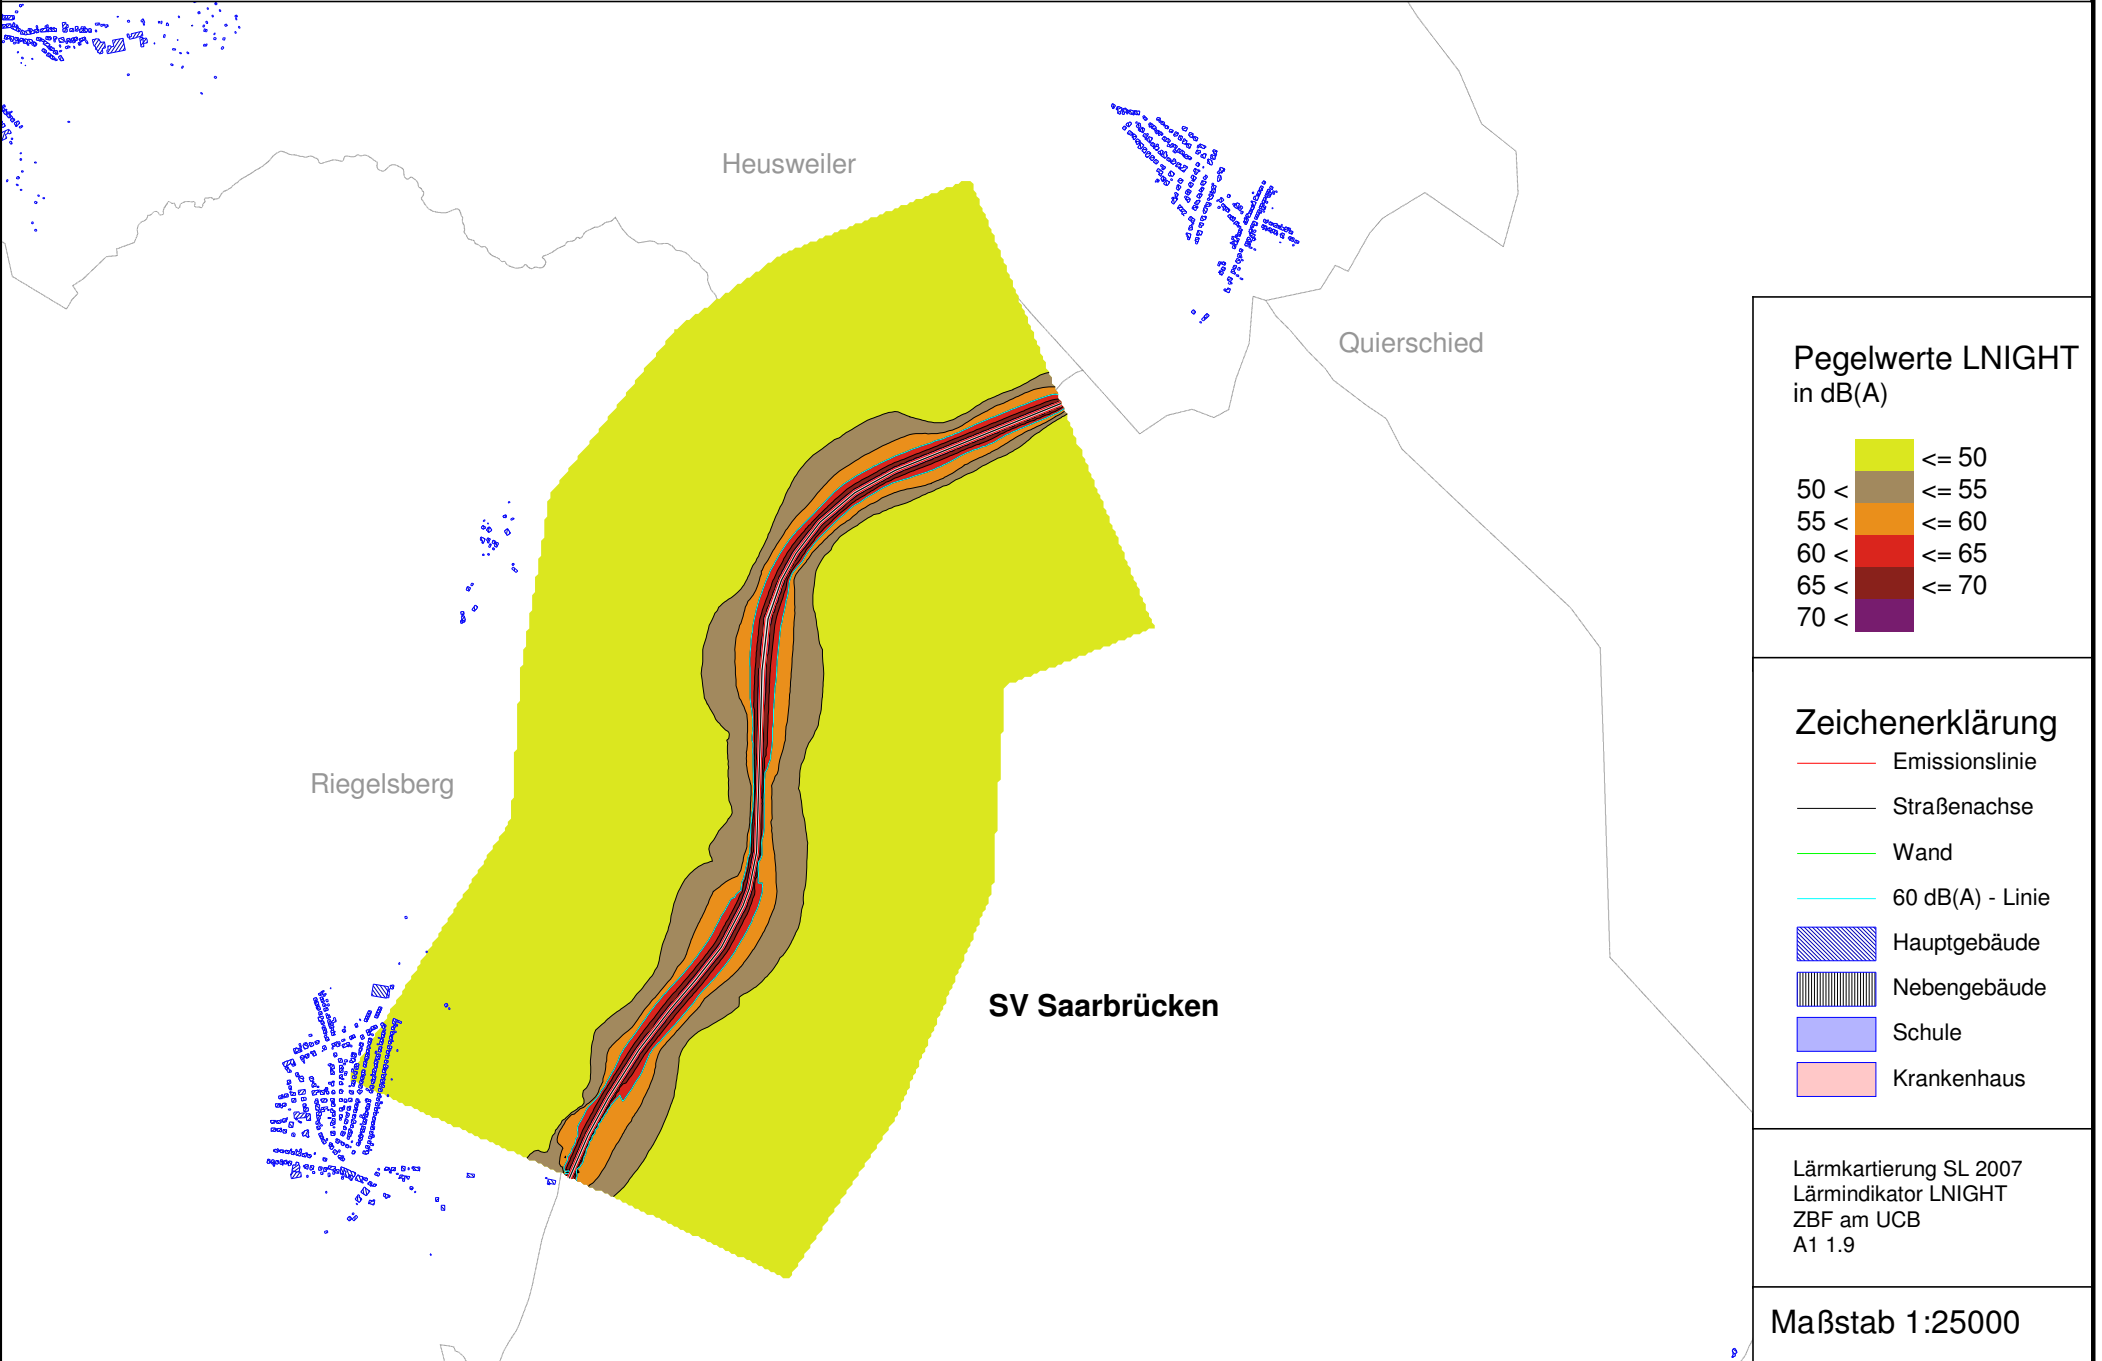 Heusweiler
Quierschied
Riegelsberg
SV Saarbrücken
Pegelwerte LNIGHT
in dB(A)
<= 50
50 < <= 55
55 < <= 60
60 < <= 65
65 < <= 70
70 <
Zeichenerklärung
Emissionslinie
Straßenachse
Wand
60 dB(A) - Linie
Hauptgebäude
Nebengebäude
Schule
Krankenhaus
Lärmkartierung SL 2007
Lärmindikator LNIGHT
ZBF am UCB
A1 1.9
Maßstab 1:25000